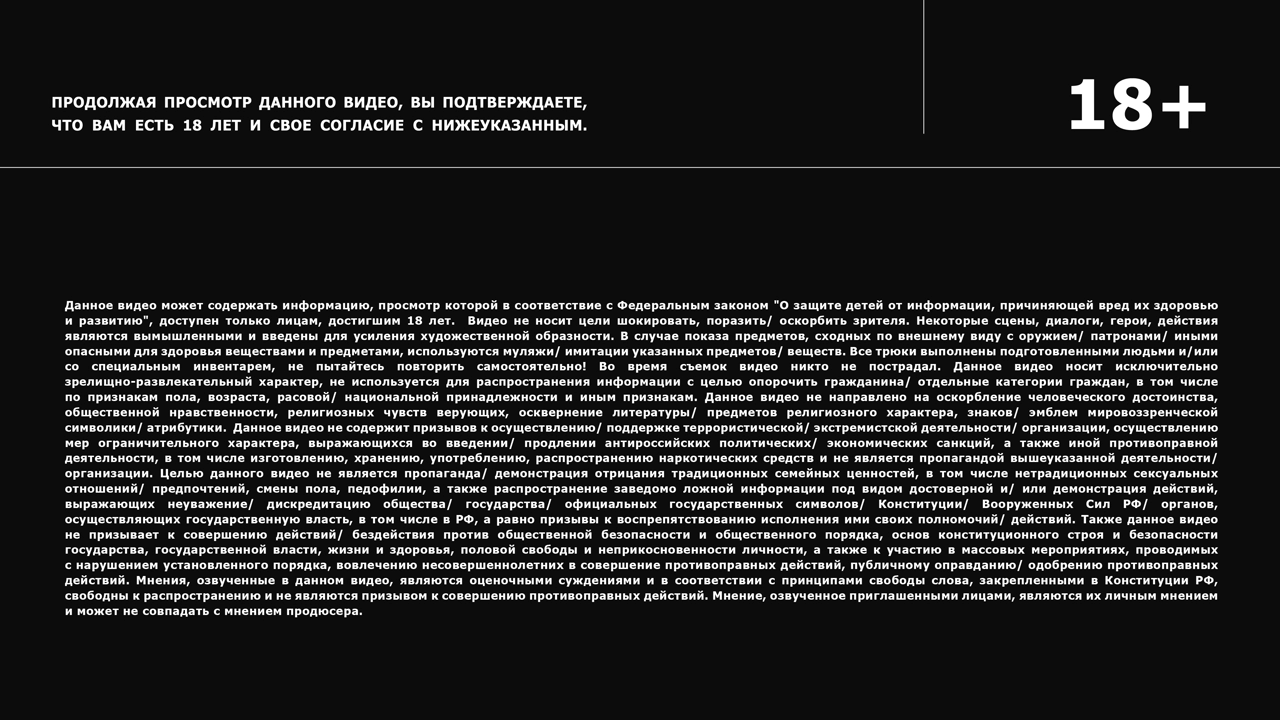 ПРОДОЛЖАЯ ПРОСМОТР ДАННОГО ВИДЕО, ВЫ ПОДТВЕРЖДАЕТЕ,
ЧТО ВАМ ЕСТЬ 18 ЛЕТ И СВОЕ СОГЛАСИЕ С НИЖЕУКАЗАННЫМ.
18+
Данное видео может содержать информацию, просмотр которой в соответствие с Федеральным законом "О защите детей от информации, причиняющей вред их здоровью
и развитию", доступен только лицам, достигшим 18 лет. Видео не носит цели шокировать, поразить/ оскорбить зрителя. Некоторые сцены, диалоги, герои, действия
являются вымышленными и введены для усиления художественной образности. В случае показа предметов, сходных по внешнему виду с оружием/ патронами/ иными
опасными для здоровья веществами и предметами, используются муляжи/ имитации указанных предметов/ веществ. Все трюки выполнены подготовленными людьми и/или
со специальным инвентарем, не пытайтесь повторить самостоятельно! Во время съемок видео никто не пострадал. Данное видео носит исключительно
зрелищно-развлекательный характер, не используется для распространения информации с целью опорочить гражданина/ отдельные категории граждан, в том числе
по признакам пола, возраста, расовой/ национальной принадлежности и иным признакам. Данное видео не направлено на оскорбление человеческого достоинства,
общественной нравственности, религиозных чувств верующих, осквернение литературы/ предметов религиозного характера, знаков/ эмблем мировоззренческой
символики/ атрибутики. Данное видео не содержит призывов к осуществлению/ поддержке террористической/ экстремистской деятельности/ организации, осуществлению
мер ограничительного характера, выражающихся во введении/ продлении антироссийских политических/ экономических санкций, а также иной противоправной
деятельности, в том числе изготовлению, хранению, употреблению, распространению наркотических средств и не является пропагандой вышеуказанной деятельности/
организации. Целью данного видео не является пропаганда/ демонстрация отрицания традиционных семейных ценностей, в том числе нетрадиционных сексуальных
отношений/ предпочтений, смены пола, педофилии, а также распространение заведомо ложной информации под видом достоверной и/ или демонстрация действий,
выражающих неуважение/ дискредитацию общества/ государства/ официальных государственных символов/ Конституции/ Вооруженных Сил РФ/ органов,
осуществляющих государственную власть, в том числе в РФ, а равно призывы к воспрепятствованию исполнения ими своих полномочий/ действий. Также данное видео
не призывает к совершению действий/ бездействия против общественной безопасности и общественного порядка, основ конституционного строя и безопасности
государства, государственной власти, жизни и здоровья, половой свободы и неприкосновенности личности, а также к участию в массовых мероприятиях, проводимых
с нарушением установленного порядка, вовлечению несовершеннолетних в совершение противоправных действий, публичному оправданию/ одобрению противоправных
действий. Мнения, озвученные в данном видео, являются оценочными суждениями и в соответствии с принципами свободы слова, закрепленными в Конституции РФ,
свободны к распространению и не являются призывом к совершению противоправных действий. Мнение, озвученное приглашенными лицами, являются их личным мнением
и может не совпадать с мнением продюсера.